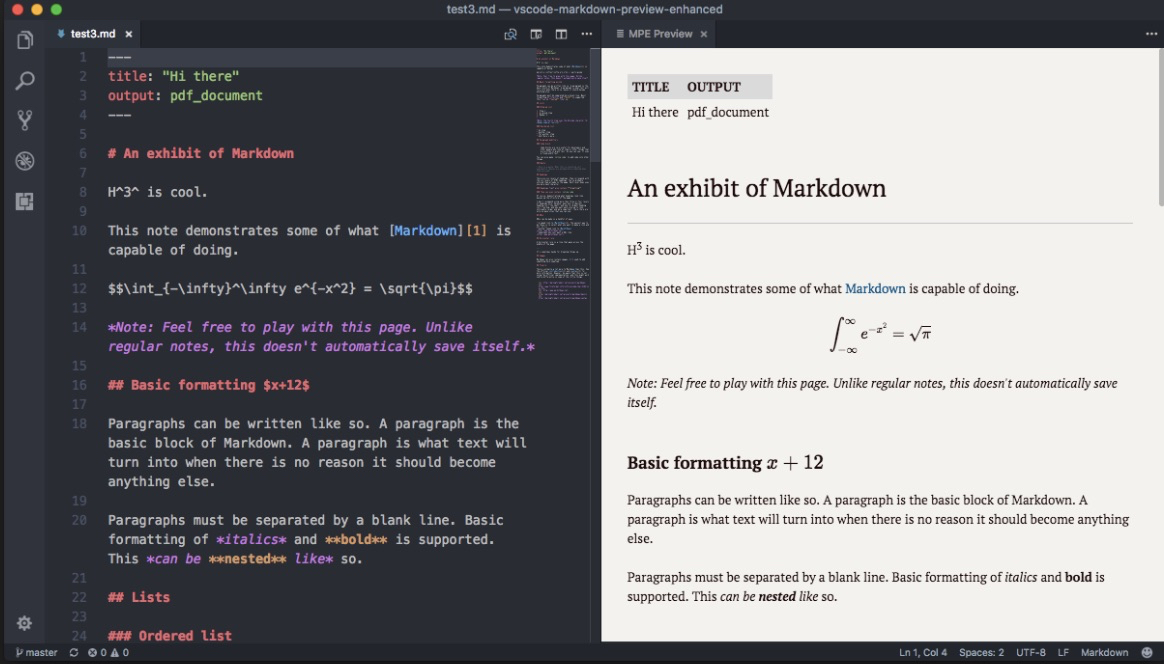 test3.md — vscode-markdown-preview-enhanced
test3.md ×
1 ---
2 title: "Hi there"
3 output: pdf_document
4 ---
5
6 # An exhibit of Markdown
7
8 H^3^ is cool.
9
10 This note demonstrates some of what [Markdown][1] is
capable of doing.
11
12 $$\int_{-\infty}^\infty e^{-x^2} = \sqrt{\pi}$$
13
14 *Note: Feel free to play with this page. Unlike
regular notes, this doesn't automatically save itself.*
15
16 ## Basic formatting $x+12$
17
18 Paragraphs can be written like so. A paragraph is the
basic block of Markdown. A paragraph is what text will
turn into when there is no reason it should become
anything else.
19
20 Paragraphs must be separated by a blank line. Basic
formatting of *italics* and **bold** is supported.
This *can be **nested** like* so.
21
22 ## Lists
23
24 ### Ordered list
MPE Preview ×
TITLE OUTPUT
Hi there pdf_document
An exhibit of Markdown
H³ is cool.
This note demonstrates some of what Markdown is capable of doing.
∫_{-∞}^{∞} e^{-x²} = √π
Note: Feel free to play with this page. Unlike regular notes, this doesn't automatically save
itself.
Basic formatting x + 12
Paragraphs can be written like so. A paragraph is the basic block of Markdown. A
paragraph is what text will turn into when there is no reason it should become anything
else.
Paragraphs must be separated by a blank line. Basic formatting of italics and bold is
supported. This can be nested like so.
master 0 0 Ln 1, Col 4 Spaces: 2 UTF-8 LF Markdown